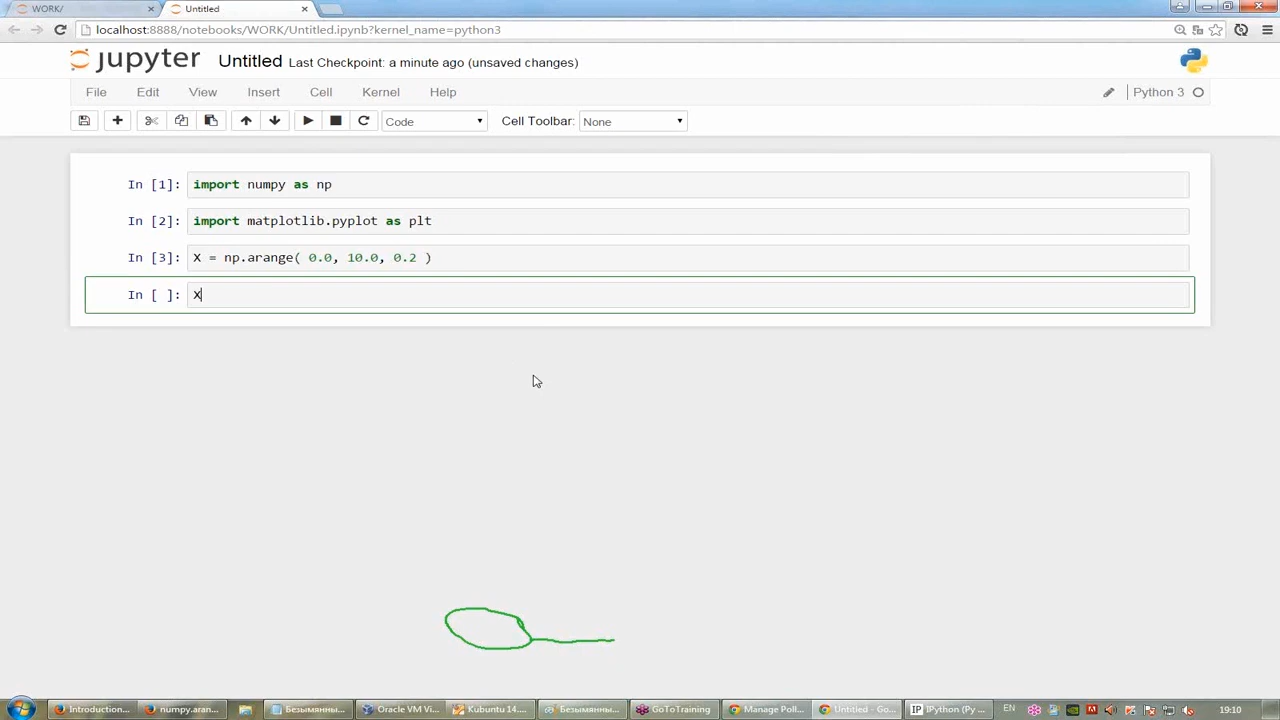 WORK/
Untitled
localhost:8888/notebooks/WORK/Untitled.ipynb?kernel_name=python3
jupyter Untitled Last Checkpoint: a minute ago (unsaved changes)
File Edit View Insert Cell Kernel Help Python 3
Code Cell Toolbar: None
In [1]: import numpy as np
In [2]: import matplotlib.pyplot as plt
In [3]: X = np.arange( 0.0, 10.0, 0.2 )
In [ ]: X
Introduction... numpy.aran... Безымянны... Oracle VM Vi... Kubuntu 14.... Безымянны... GoToTraining Manage Poll... Untitled - Go... IPython (Py ... EN 19:10